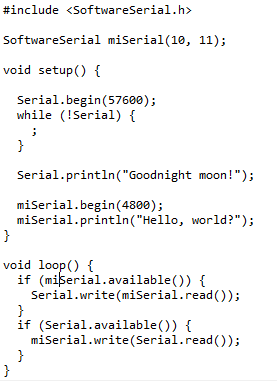 #include <SoftwareSerial.h>
SoftwareSerial miSerial(10, 11);
void setup() {
  Serial.begin(57600);
  while (!Serial) {
    ;
  }
  Serial.println("Goodnight moon!");
  miSerial.begin(4800);
  miSerial.println("Hello, world?");
}
void loop() {
  if (miSerial.available()) {
    Serial.write(miSerial.read());
  }
  if (Serial.available()) {
    miSerial.write(Serial.read());
  }
}